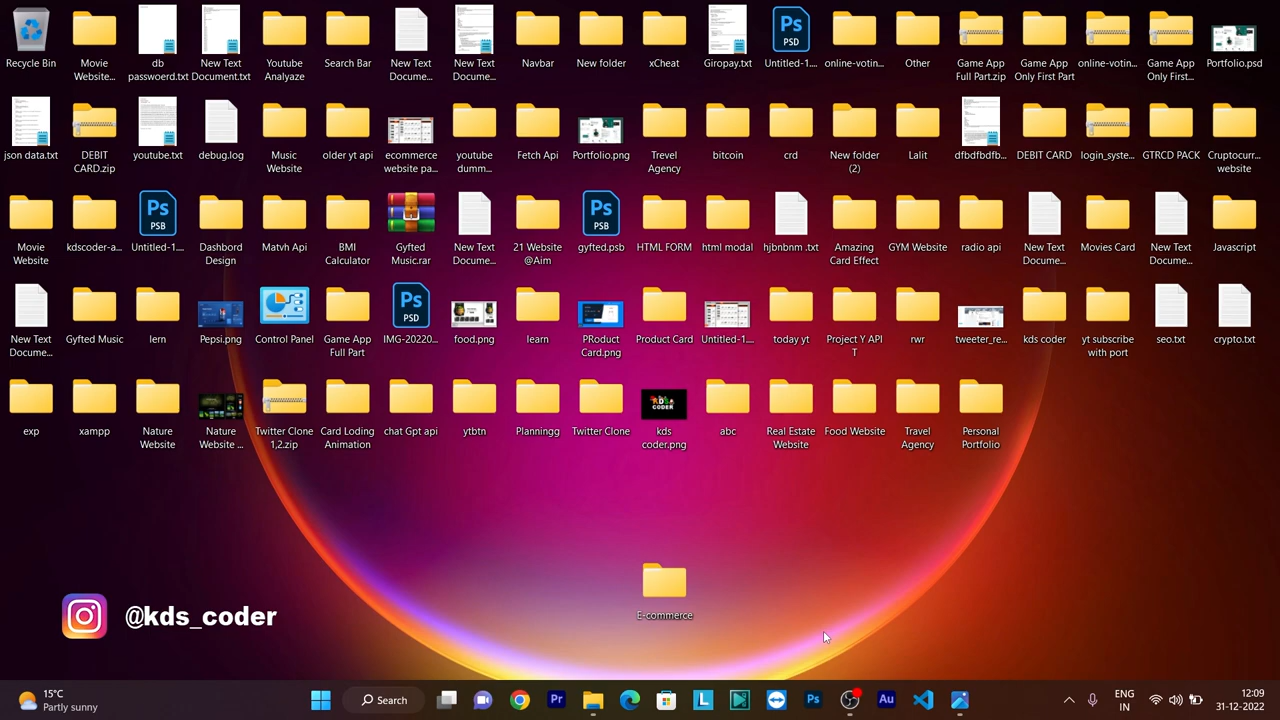 Recycle Bin
Movie
Website...
db
passwoerd.txt
New Text
Document.txt
Youtube
Analyaze
Search Bar
New Text
Docume...
New Text
Docume...
Navbar
New folder
xCheat
Giropay.txt
Untitled-1....
online-votin...
Other
Game App
Full Part.zip
Game App
Only First Part
online-votin...
Game App
Only First...
Portfolio.psd
json data.txt
DEBIT
CARD.zip
youtube.txt
debug.log
Music
Website
older yt api
ecommerce
website pa...
youtube
dumm...
Fetch Api
Portfolio.png
Trevel
Agency
bitcoin
crd
New folder
(2)
Lalit
dfbdfbdfb...
DEBIT CARD
login_syste...
GTRCD PACK
Cryptocurr...
website
Movie
Website
kdscoder-a...
Untitled-1....
Dashbord
Design
Matvh Api
BMI
Calculator
Gyfted
Music.rar
New Text
Docume...
21 Website
@Aim
gyfted.psb
HTML FORM
html modal
hjbnbnm .txt
Amazing
Card Effect
GYM Website
radio api
New Text
Docume...
Movies Card
New Text
Docume...
Javascript
New Text
Docume...
Gyfted Music
lern
Pepsi.png
Control Panel
Game App
Full Part
IMG-20220...
food.png
learn
PRoduct
Card.png
Product Card
Untitled-1....
today yt
Project Y API
T
rwr
tweeter_re...
kds coder
yt subscribe
with port
seo.txt
crypto.txt
exp
xampp
Nature
Website
Nature
Website ...
Twitter Clone
1,2.zip
Card Loding
Animation
chat Gpt api
ytbtn
Planningg
Twitter Clone
kds
coder.png
abc
Real Estate
Website
Food Website
Travel
Agency
Personal
Portfolio
E-commerce
@kds_coder
15°C
Partly sunny
Search
ENG
IN
12:09
31-12-2022